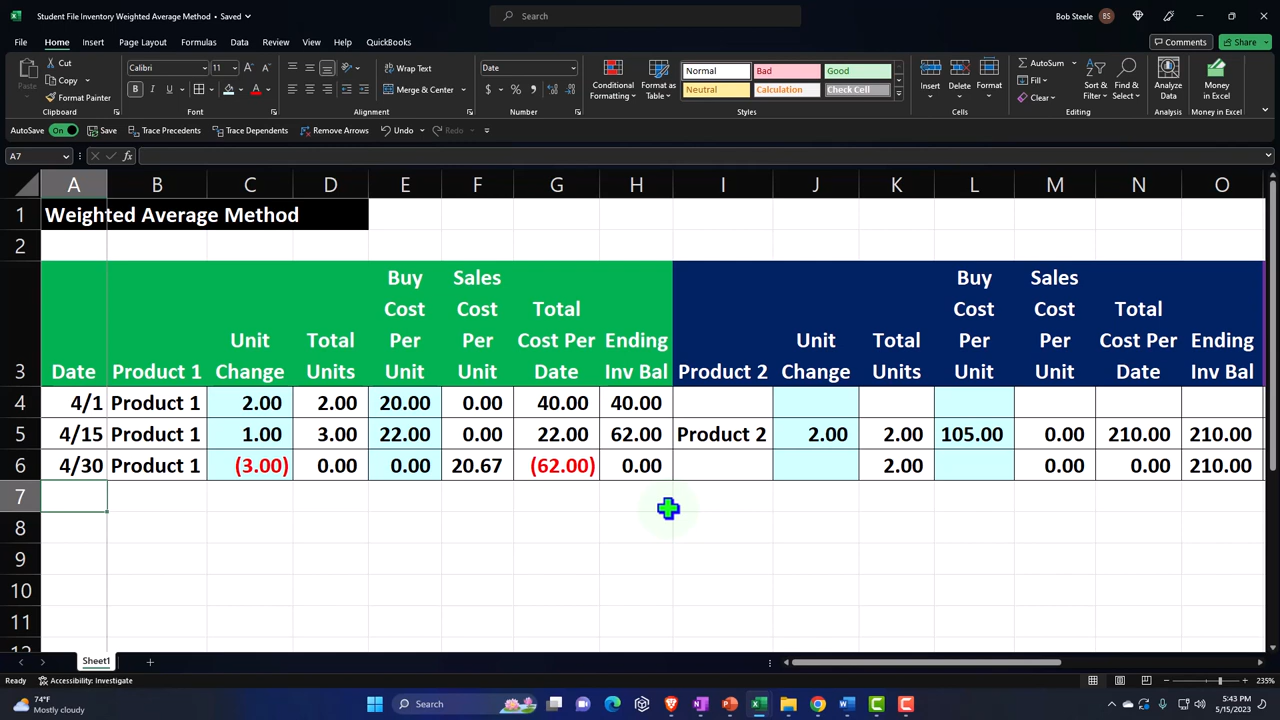 Student File Inventory Weighted Average Method • Saved
Search
Bob Steele BS
File Home Insert Page Layout Formulas Data Review View Help QuickBooks Comments Share
Paste
Cut
Copy
Format Painter
Clipboard
Calibri 11
B I U
Font
Wrap Text
Merge & Center
Alignment
Date
$ % ,
Number
Conditional Formatting
Format as Table
Normal Bad Good
Neutral Calculation Check Cell
Styles
Insert Delete Format
Cells
AutoSum
Fill
Clear
Sort & Filter
Find & Select
Editing
Analyze Data
Analysis
Money in Excel
Money in Excel
AutoSave On Save Trace Precedents Trace Dependents Remove Arrows Undo Redo
A7 fx
A B C D E F G H I J K L M N O
1 Weighted Average Method
2
3 Date Product 1 Unit Change Total Units Buy Cost Per Unit Sales Cost Per Unit Total Cost Per Date Ending Inv Bal Product 2 Unit Change Total Units Buy Cost Per Unit Sales Cost Per Unit Total Cost Per Date Ending Inv Bal
4 4/1 Product 1 2.00 2.00 20.00 0.00 40.00 40.00
5 4/15 Product 1 1.00 3.00 22.00 0.00 22.00 62.00 Product 2 2.00 2.00 105.00 0.00 210.00 210.00
6 4/30 Product 1 (3.00) 0.00 0.00 20.67 (62.00) 0.00 2.00 0.00 0.00 210.00
7
8
9
10
11
Sheet1
Ready Accessibility: Investigate 235%
74°F
Mostly cloudy
Search
5:43 PM
5/15/2023